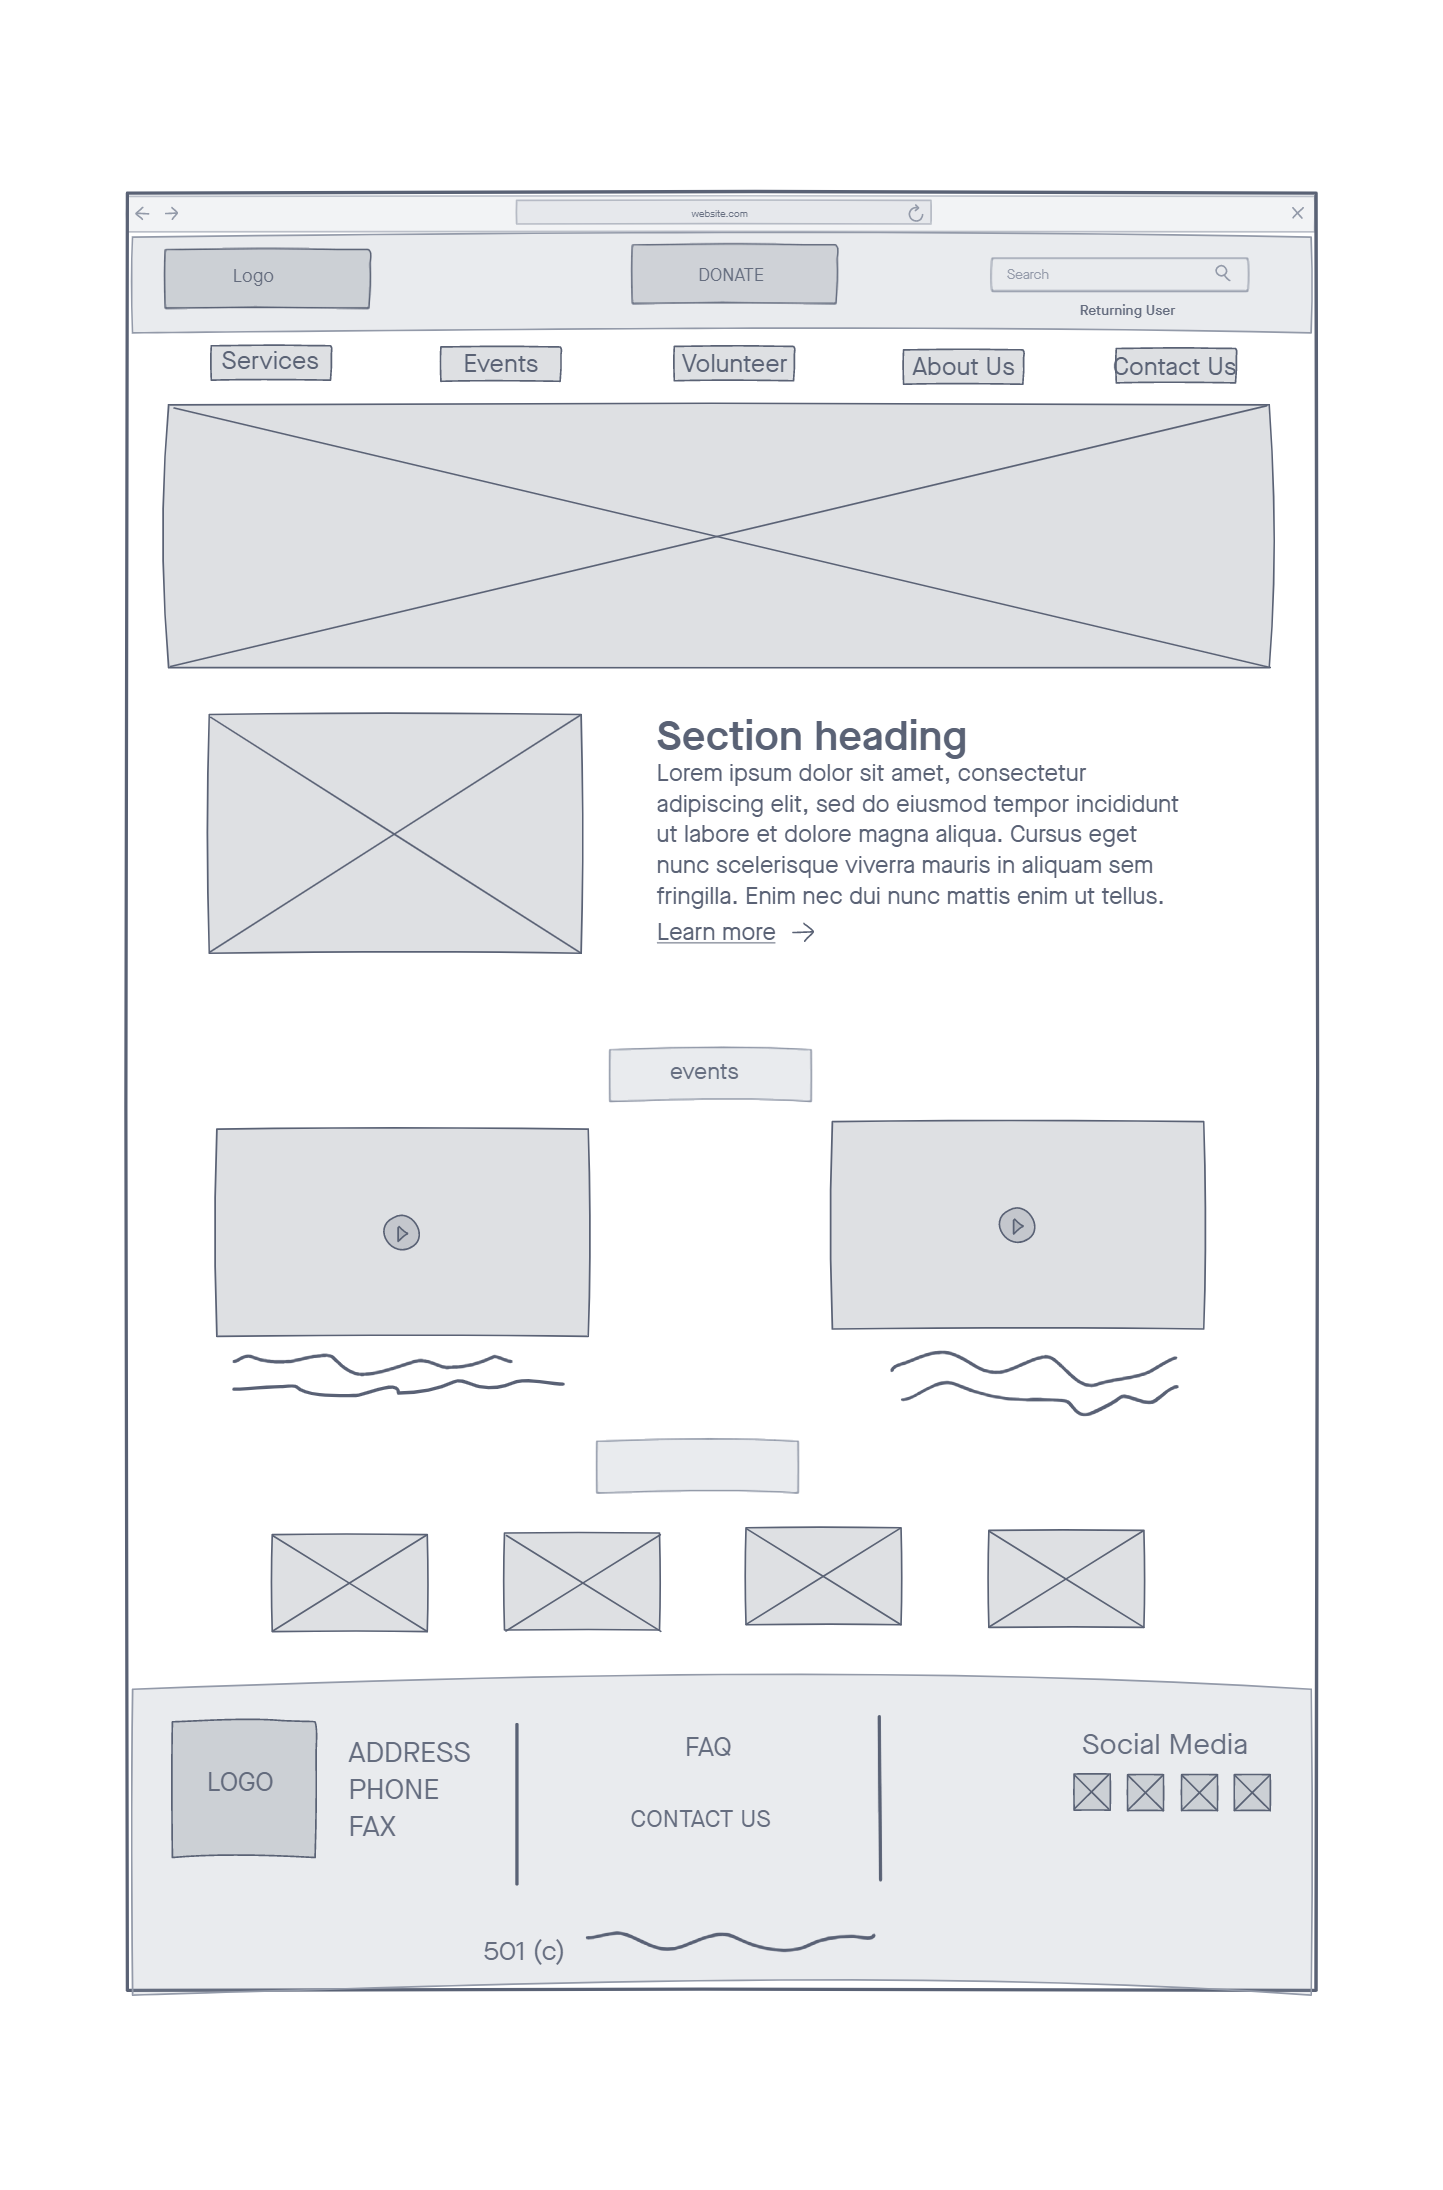 website.com
Logo
DONATE
Search
Returning User
Services
Events
Volunteer
About Us
Contact Us
Section heading
Lorem ipsum dolor sit amet, consectetur
adipiscing elit, sed do eiusmod tempor incididunt
ut labore et dolore magna aliqua. Cursus eget
nunc scelerisque viverra mauris in aliquam sem
fringilla. Enim nec dui nunc mattis enim ut tellus.
Learn more
events
LOGO
ADDRESS
PHONE
FAX
FAQ
CONTACT US
Social Media
501 (c)